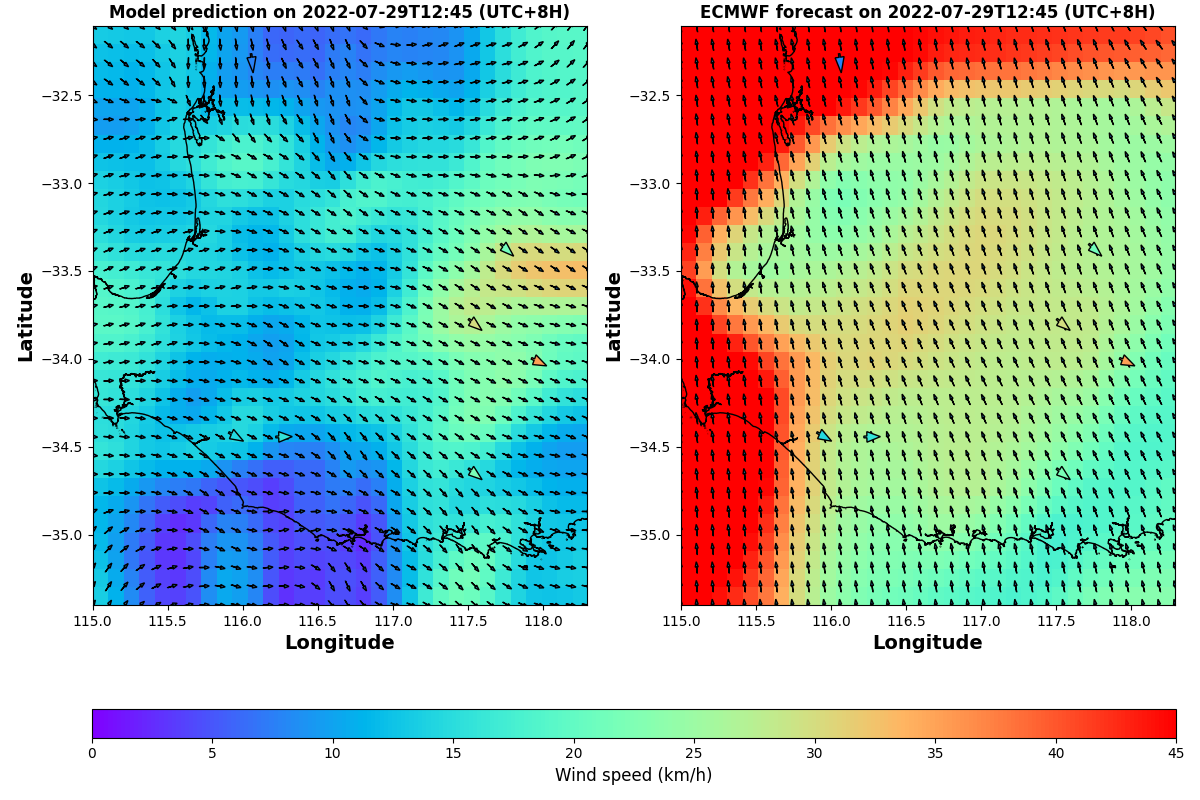 Model prediction on 2022-07-29T12:45 (UTC+8H)
ECMWF forecast on 2022-07-29T12:45 (UTC+8H)
Latitude
−32.5
−33.0
−33.5
−34.0
−34.5
−35.0
115.0 115.5 116.0 116.5 117.0 117.5 118.0
Longitude
Latitude
−32.5
−33.0
−33.5
−34.0
−34.5
−35.0
115.0 115.5 116.0 116.5 117.0 117.5 118.0
Longitude
0 5 10 15 20 25 30 35 40 45
Wind speed (km/h)